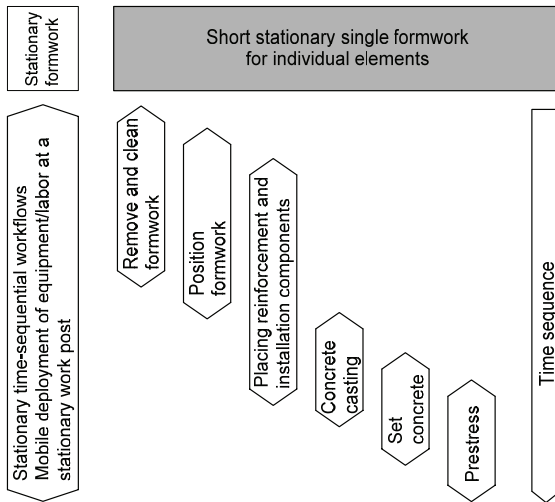 Stationary
formwork
Short stationary single formwork
for individual elements
Stationary time-sequential workflows
Mobile deployment of equipment/labor at a
stationary work post
Remove and clean
formwork
Position
formwork
Placing reinforcement and
installation components
Concrete
casting
Set
concrete
Prestress
Time sequence